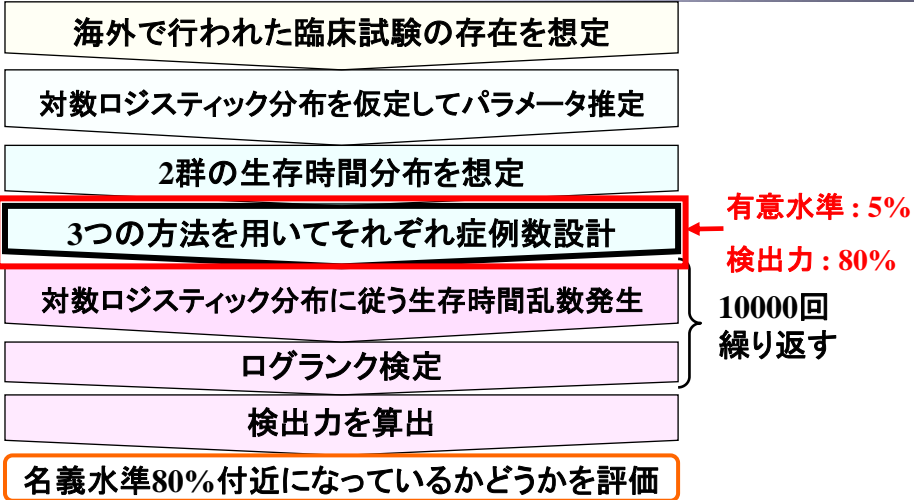 海外で行われた臨床試験の存在を想定
対数ロジスティック分布を仮定してパラメータ推定
2群の生存時間分布を想定
3つの方法を用いてそれぞれ症例数設計
有意水準 : 5%
検出力 : 80%
対数ロジスティック分布に従う生存時間乱数発生
ログランク検定
10000回
繰り返す
検出力を算出
名義水準80%付近になっているかどうかを評価